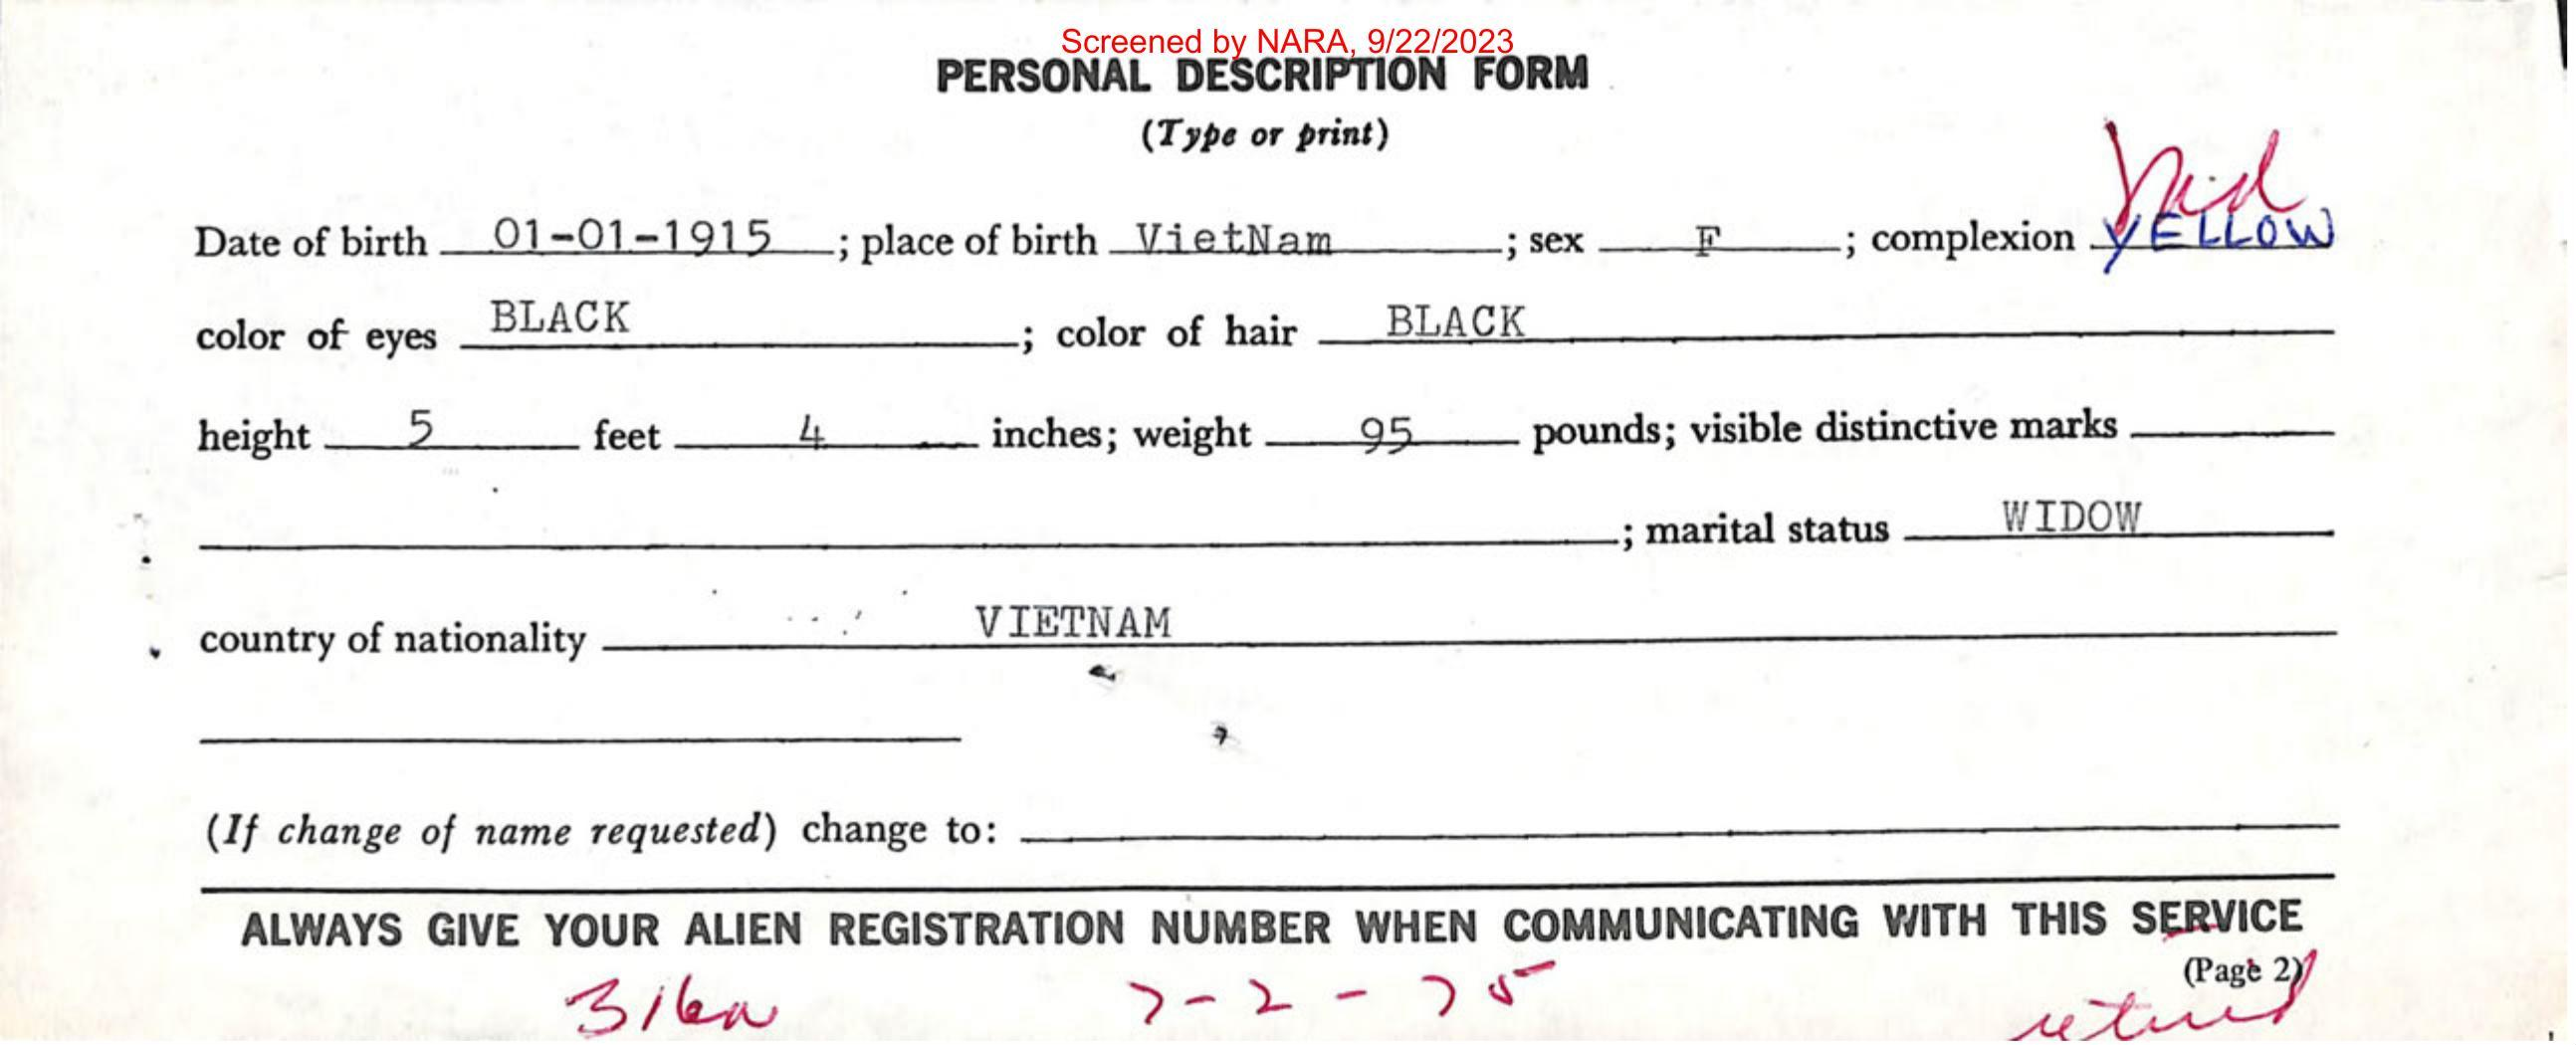 Screened by NARA, 9/22/2023
PERSONAL DESCRIPTION FORM
(Type or print)
Date of birth 01-01-1915 ; place of birth VietNam ; sex F ; complexion YELLOW
color of eyes BLACK ; color of hair BLACK
height 5 feet 4 inches; weight 95 pounds; visible distinctive marks
; marital status WIDOW
country of nationality VIETNAM
(If change of name requested) change to:
ALWAYS GIVE YOUR ALIEN REGISTRATION NUMBER WHEN COMMUNICATING WITH THIS SERVICE
(Page 2)
7-2-75